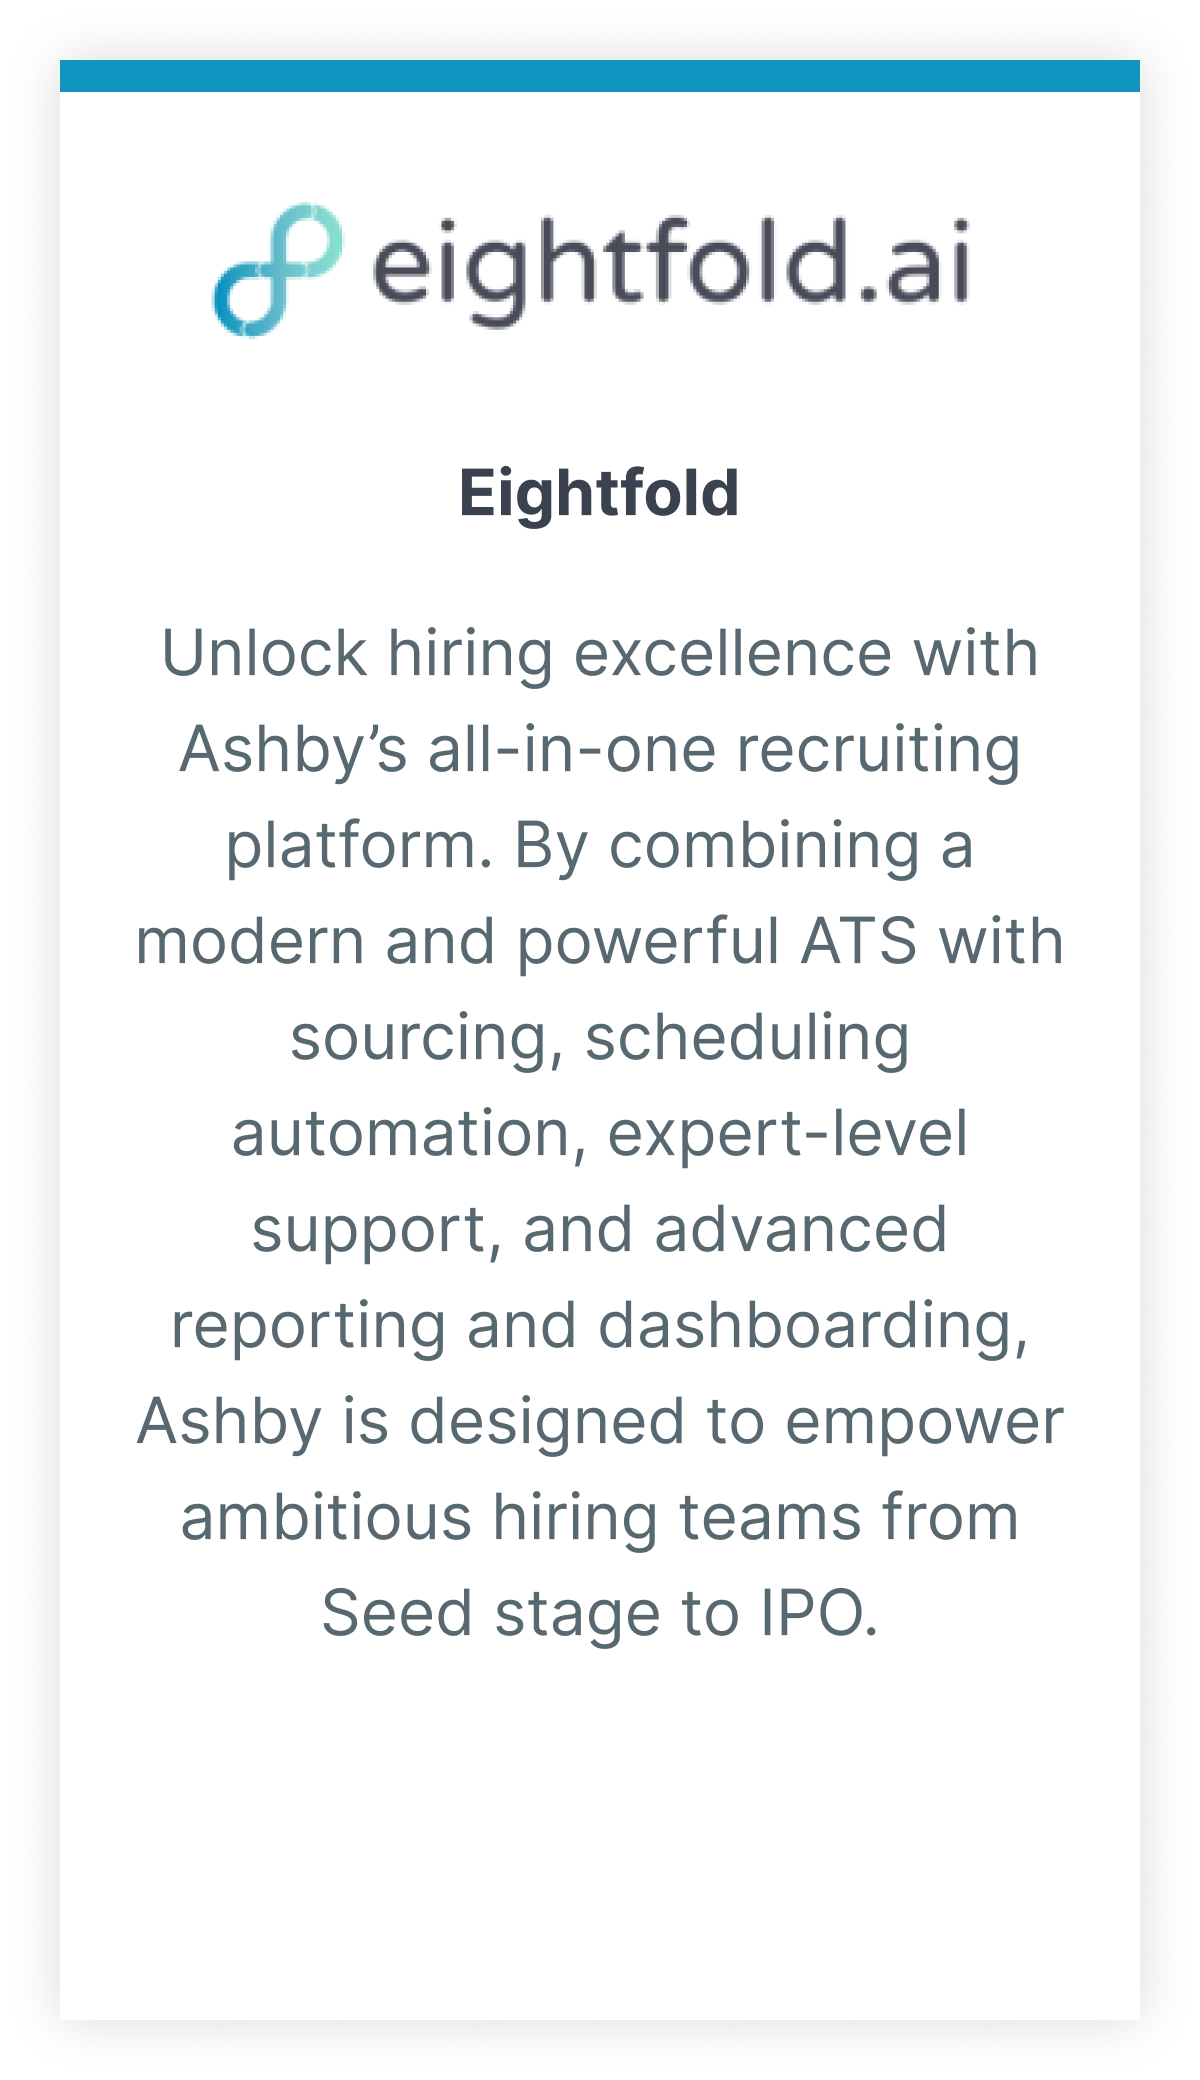 eightfold.ai
Eightfold
Unlock hiring excellence with
Ashby’s all-in-one recruiting
platform. By combining a
modern and powerful ATS with
sourcing, scheduling
automation, expert-level
support, and advanced
reporting and dashboarding,
Ashby is designed to empower
ambitious hiring teams from
Seed stage to IPO.